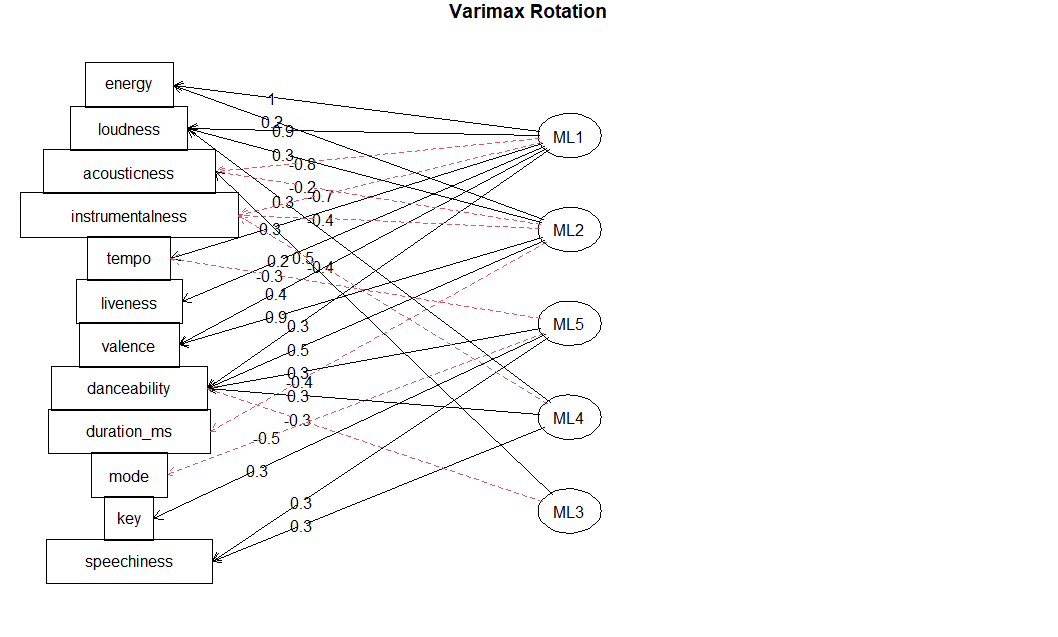 Varimax Rotation
energy
loudness
acousticness
instrumentalness
tempo
liveness
valence
danceability
duration_ms
mode
key
speechiness
1
0.2
0.9
0.3
-0.8
-0.2
-0.7
0.3
-0.4
0.3
0.5
0.2
-0.4
-0.3
0.4
0.9
0.3
0.5
0.3
-0.4
0.3
-0.3
-0.5
0.3
0.3
0.3
ML1
ML2
ML5
ML4
ML3